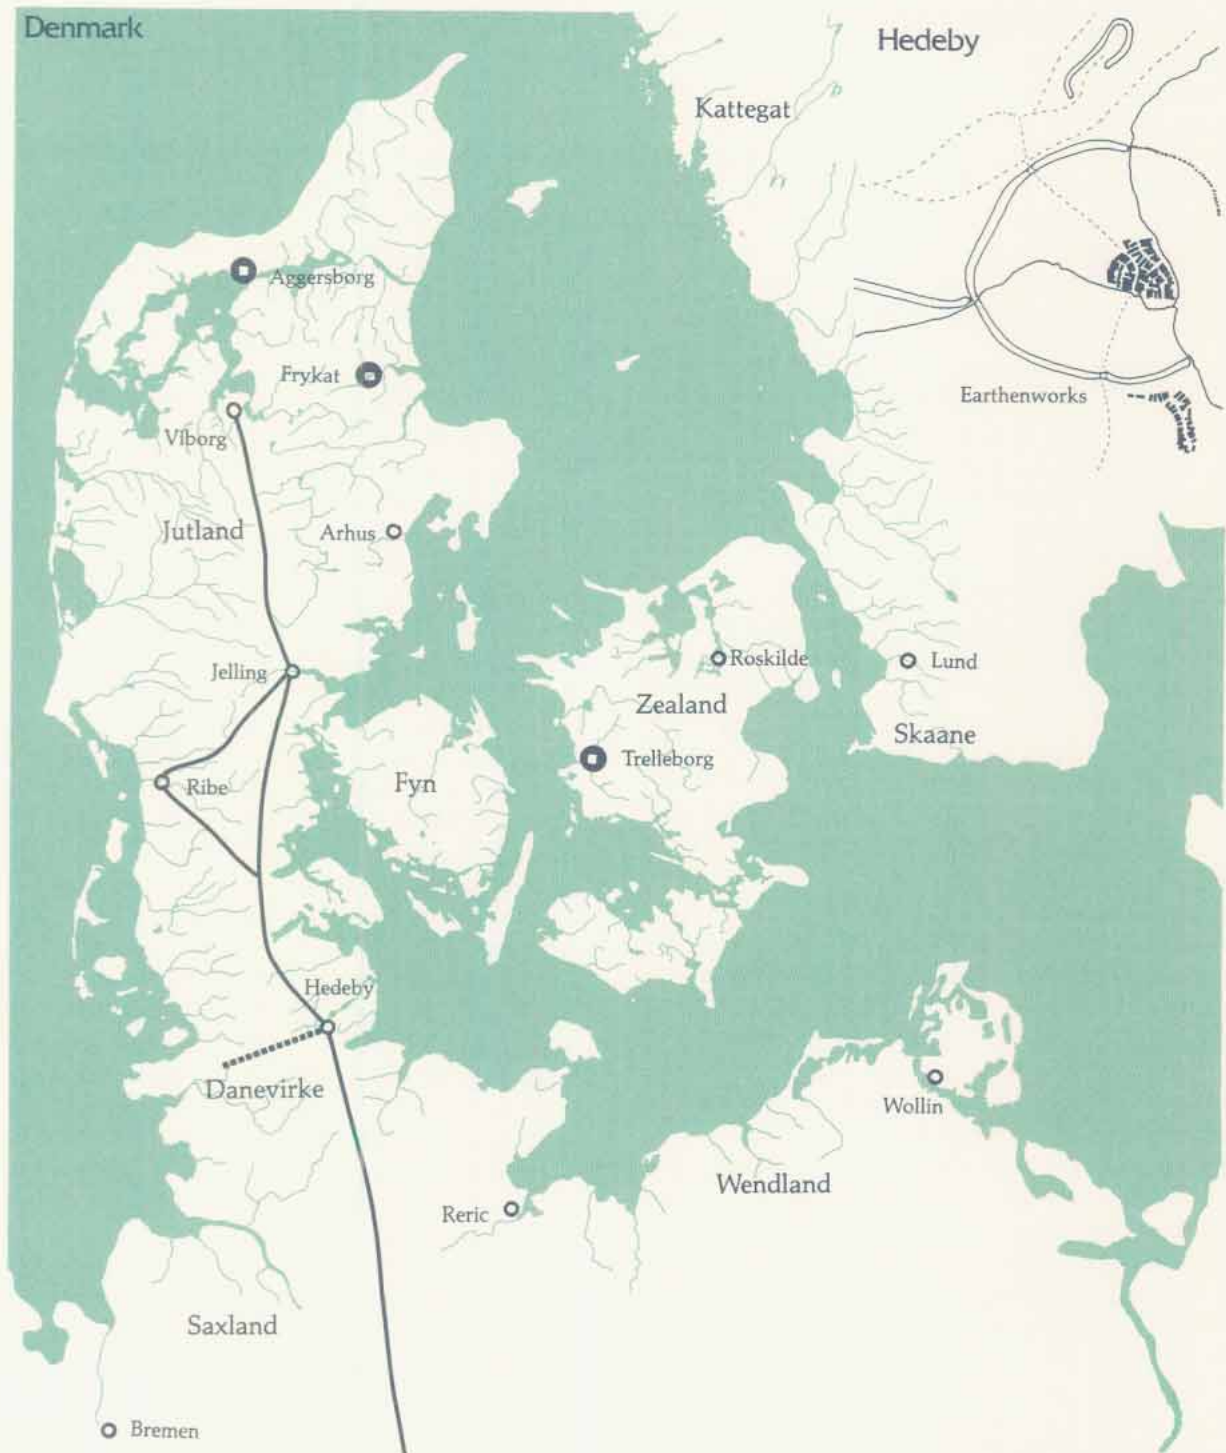 Denmark
Hedeby
Kattegat
Aggersborg
Frykat
Earthenworks
Viborg
Jutland
Arhus
Jelling
Roskilde
Lund
Zealand
Skaane
Trelleborg
Fyn
Ribe
Hedeby
Danevirke
Wollin
Wendland
Reric
Saxland
Bremen